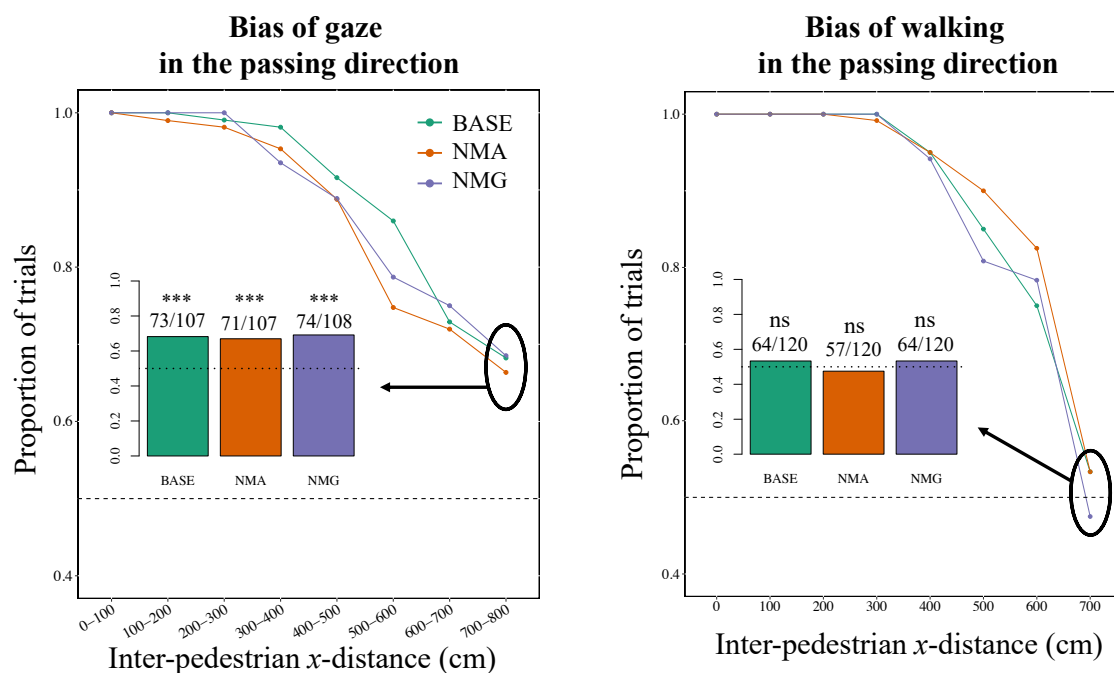 Bias of gaze
in the passing direction
Proportion of trials
1.0
0.8
0.6
0.4
BASE
NMA
NMG
1.0
0.8
0.6
0.4
0.2
0.0
*** *** ***
73/107 71/107 74/108
BASE NMA NMG
0–100 100–200 200–300 300–400 400–500 500–600 600–700 700–800
Inter-pedestrian x-distance (cm)
Bias of walking
in the passing direction
Proportion of trials
1.0
0.8
0.6
0.4
1.0
0.8
0.6
0.4
0.2
0.0
ns ns ns
64/120 57/120 64/120
BASE NMA NMG
0 100 200 300 400 500 600 700
Inter-pedestrian x-distance (cm)